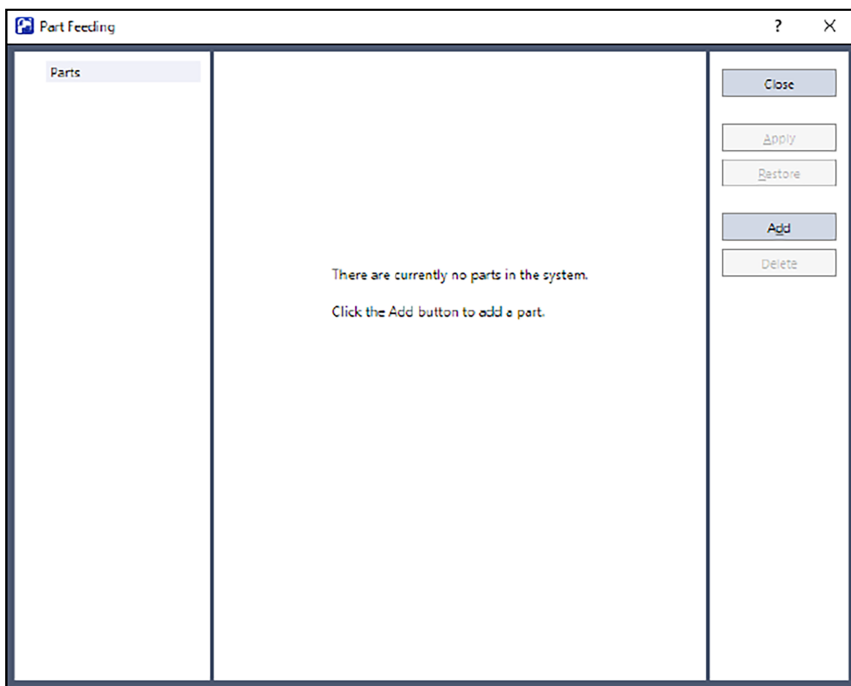 Part Feeding
?
Parts
There are currently no parts in the system.
Click the Add button to add a part.
Close
Apply
Restore
Add
Delete